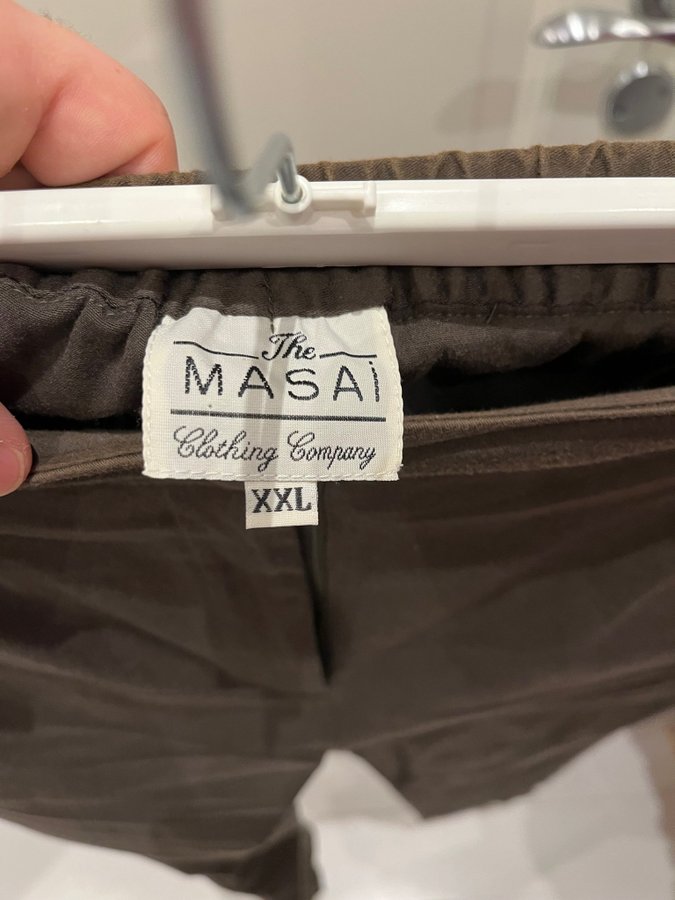 The
MASAi
Clothing Company
XXL